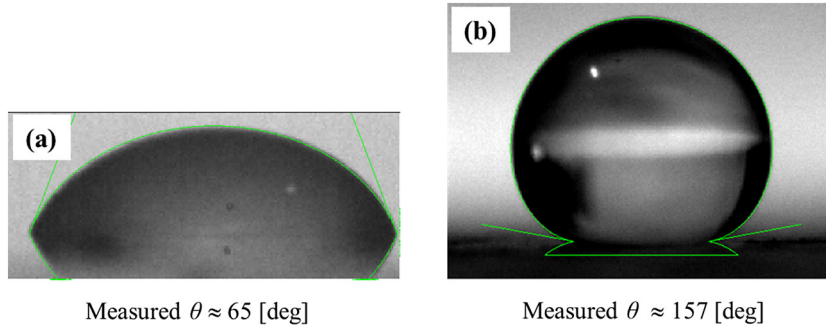 (a)
(b)
Measured θ ≈ 65 [deg]
Measured θ ≈ 157 [deg]